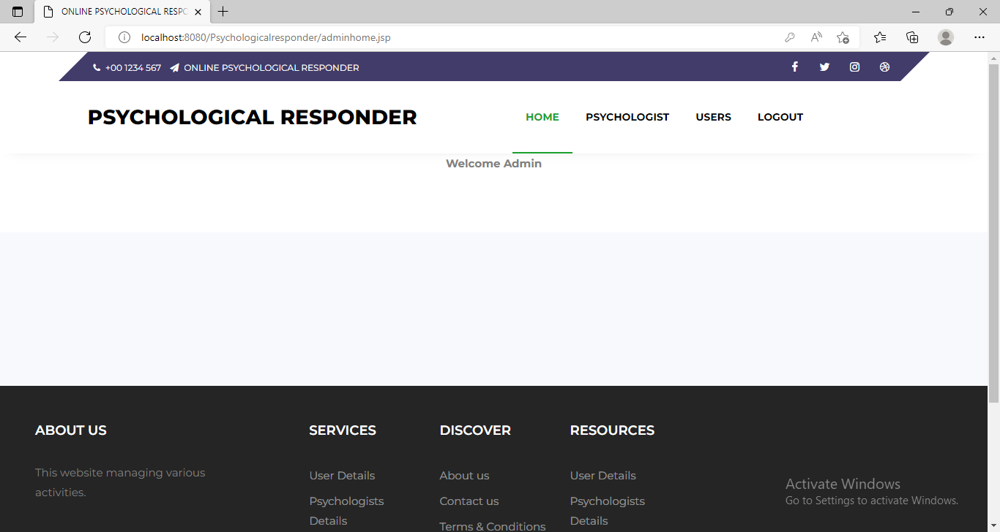 ONLINE PSYCHOLOGICAL RESPO
localhost:8080/Psychologicalresponder/adminhome.jsp
+00 1234 567 ONLINE PSYCHOLOGICAL RESPONDER
PSYCHOLOGICAL RESPONDER
HOME PSYCHOLOGIST USERS LOGOUT
Welcome Admin
ABOUT US
This website managing various
activities.
SERVICES
User Details
Psychologists
Details
DISCOVER
About us
Contact us
Terms & Conditions
RESOURCES
User Details
Psychologists
Details
Activate Windows
Go to Settings to activate Windows.